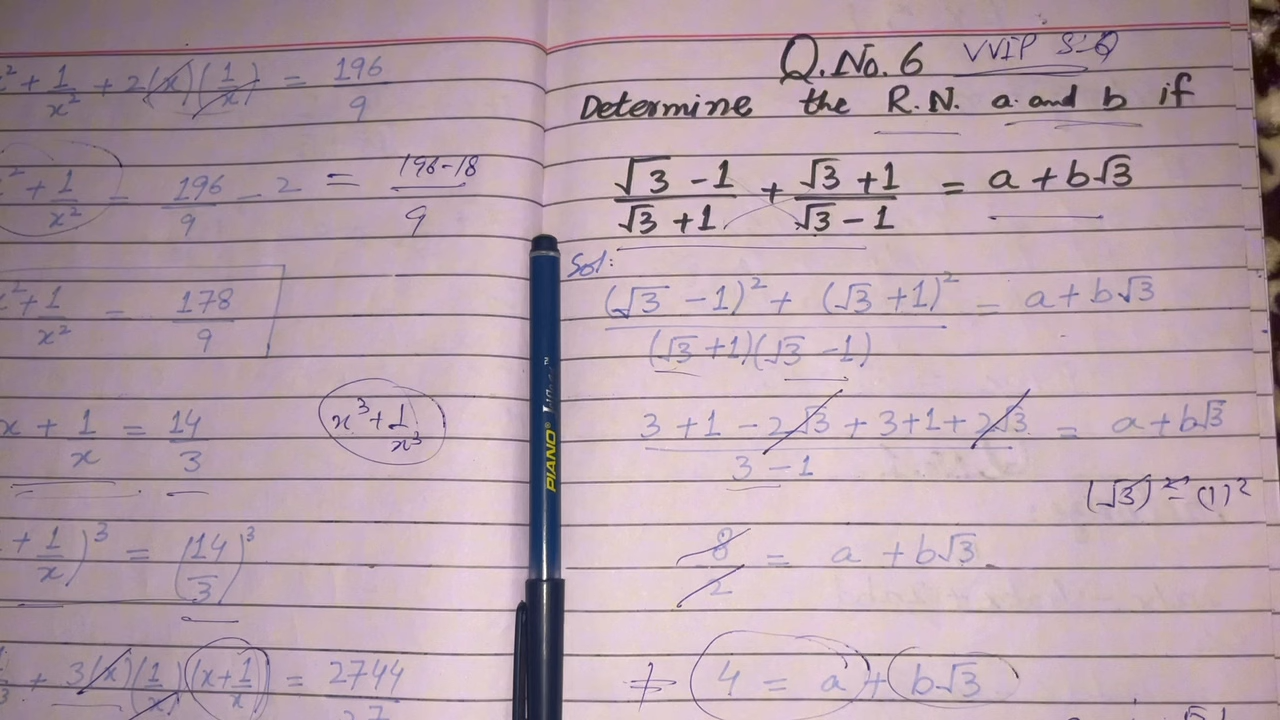 x² + 1/x² + 2(x)(1/x) = 196/9
x² + 1/x² = 196/9 - 2 = 196-18/9
x² + 1/x² = 178/9
x + 1/x = 14/3
x³ + 1/x³
+ 1/x)³ = (14/3)³
+ 3(x)(1/x)(x + 1/x) = 2744/27
PIANO
Q.No.6 VVIP S-Q
Determine the R.N. a and b if
√3 - 1/√3 + 1 + √3 + 1/√3 - 1 = a + b√3
Sol:
(√3 - 1)² + (√3 + 1)²/(√3 + 1)(√3 - 1) = a + b√3
3 + 1 - 2√3 + 3 + 1 + 2√3/3 - 1 = a + b√3
(√3)² - (1)²
8/2 = a + b√3
⇒ 4 = a + b√3